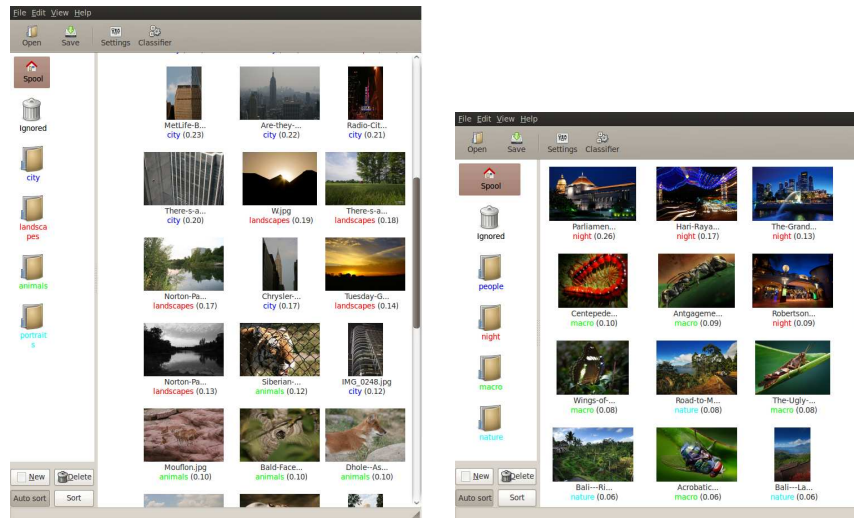 File Edit View Help
Open Save Settings Classifier
Spool
Ignored
city
landsca
pes
animals
portrait
s
New Delete
Auto sort Sort
MetLife-B... Are-they-... Radio-Cit...
city (0.23) city (0.22) city (0.21)
There-s-a... W.jpg There-s-a...
city (0.20) landscapes (0.19) landscapes (0.18)
Norton-Pa... Chrysler-... Tuesday-G...
landscapes (0.17) city (0.17) landscapes (0.14)
Norton-Pa... Siberian-... IMG_0248.jpg
landscapes (0.13) animals (0.12) city (0.12)
Mouflon.jpg Bald-Face... Dhole--As...
animals (0.10) animals (0.10) animals (0.10)
File Edit View Help
Open Save Settings Classifier
Spool
Ignored
people
night
macro
nature
New Delete
Auto sort Sort
Parliamen... Hari-Raya... The-Grand...
night (0.26) night (0.17) night (0.13)
Centepede... Antgageme... Robertson...
macro (0.10) macro (0.09) night (0.09)
Wings-of-... Road-to-M... The-Ugly-...
macro (0.08) nature (0.08) macro (0.08)
Bali---Ri... Acrobatic... Bali---La...
nature (0.06) macro (0.06) nature (0.06)